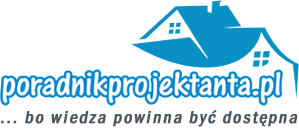 poradnikprojektanta.pl
... bo wiedza powinna być dostępna